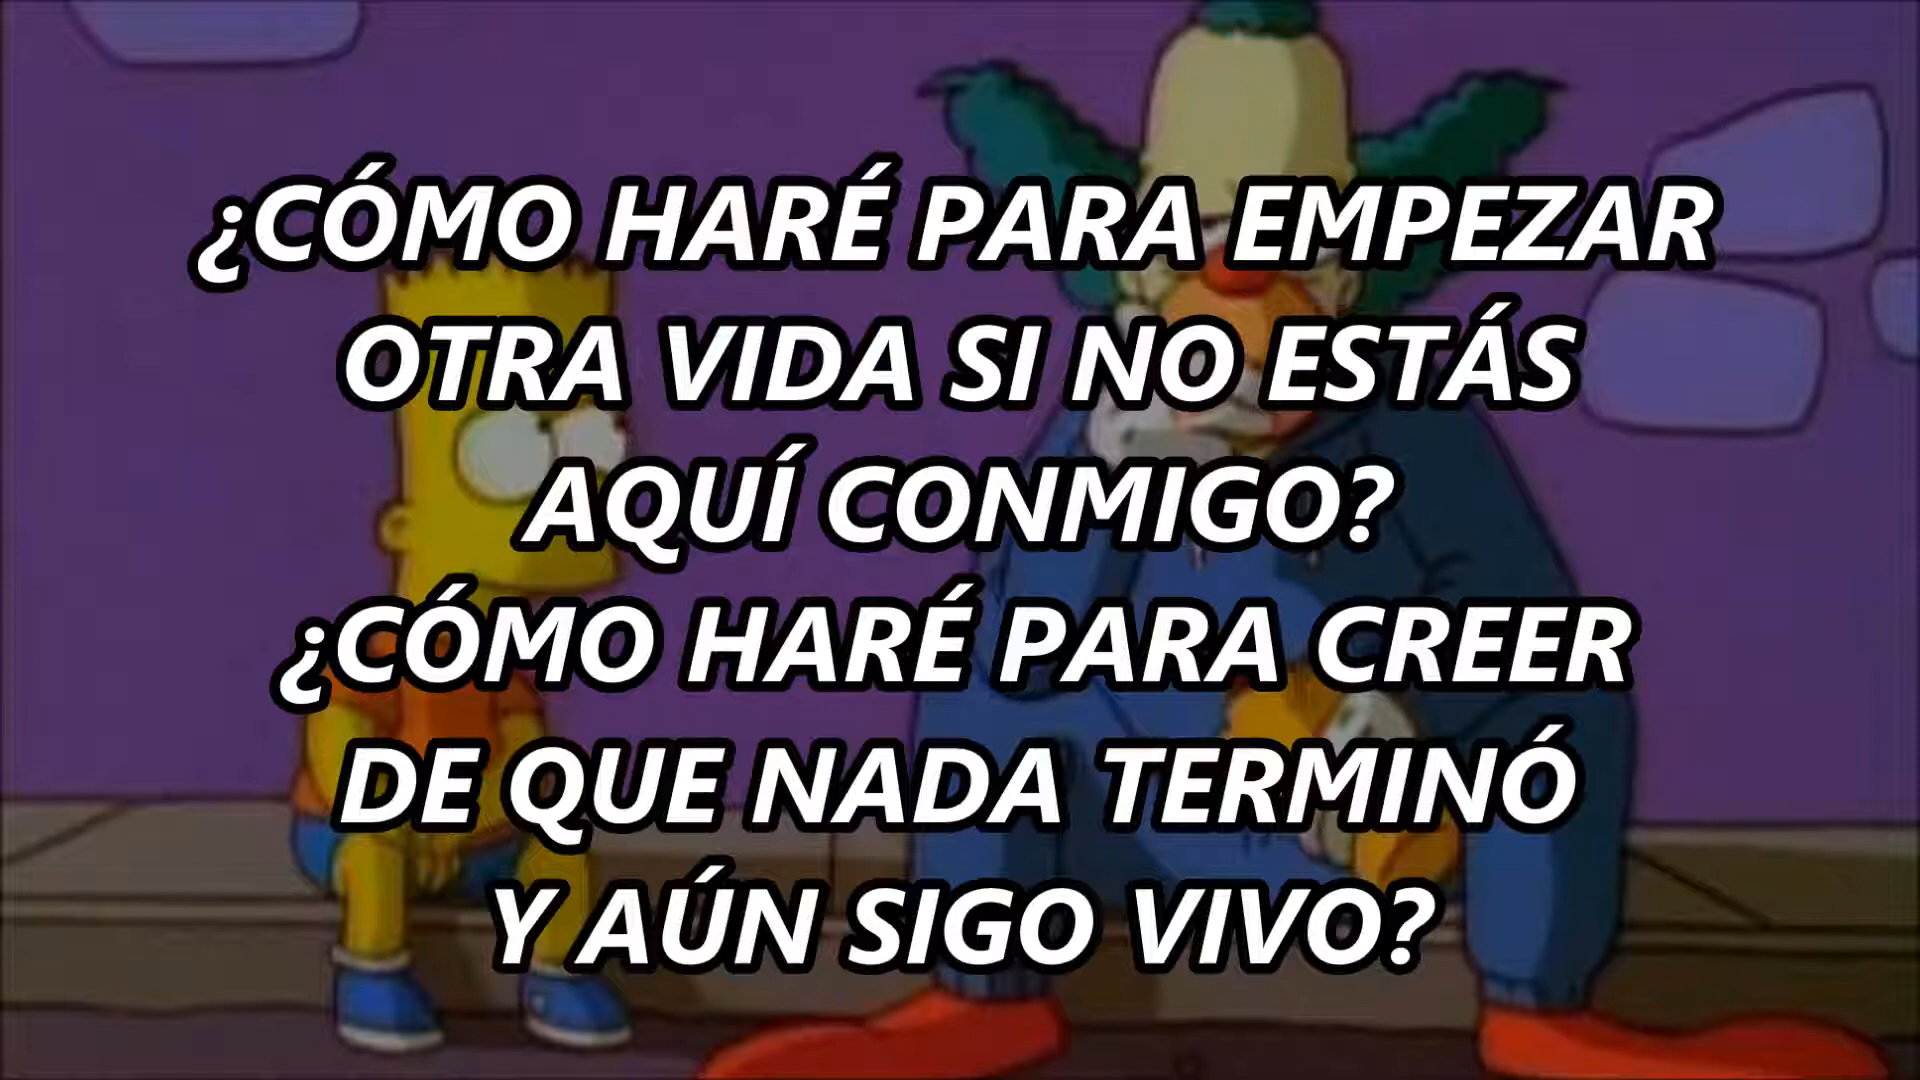 ¿CÓMO HARÉ PARA EMPEZAR
OTRA VIDA SI NO ESTÁS
AQUÍ CONMIGO?
¿CÓMO HARÉ PARA CREER
DE QUE NADA TERMINÓ
Y AÚN SIGO VIVO?